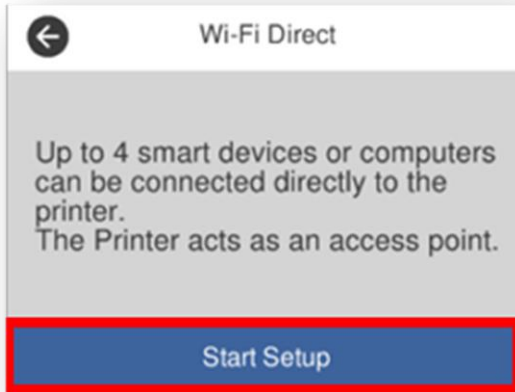 Wi-Fi Direct
Up to 4 smart devices or computers
can be connected directly to the
printer.
The Printer acts as an access point.
Start Setup